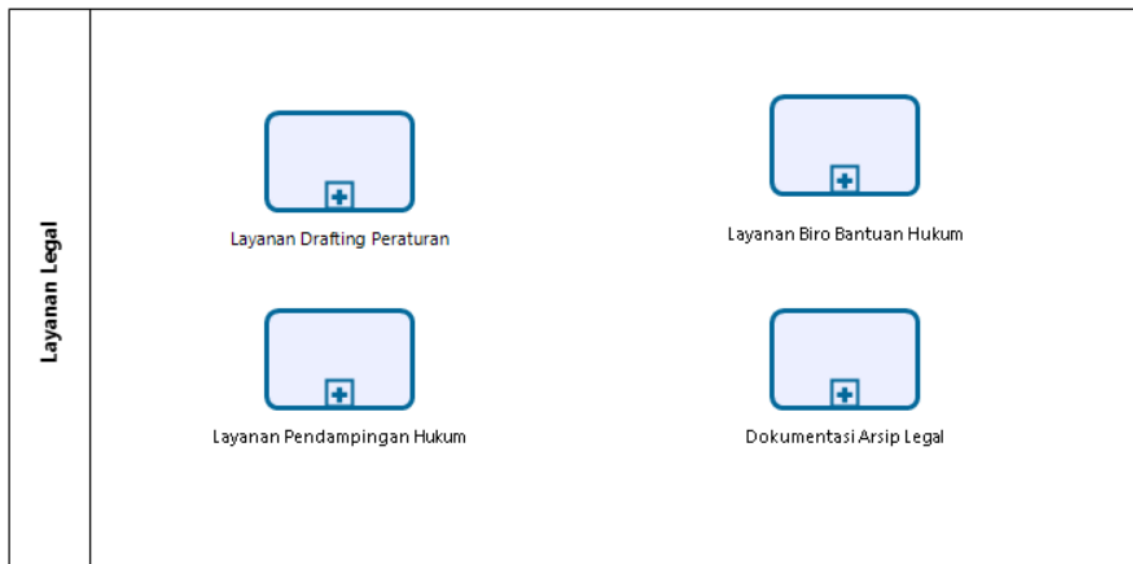 Layanan Legal
Layanan Drafting Peraturan
Layanan Biro Bantuan Hukum
Layanan Pendampingan Hukum
Dokumentasi Arsip Legal